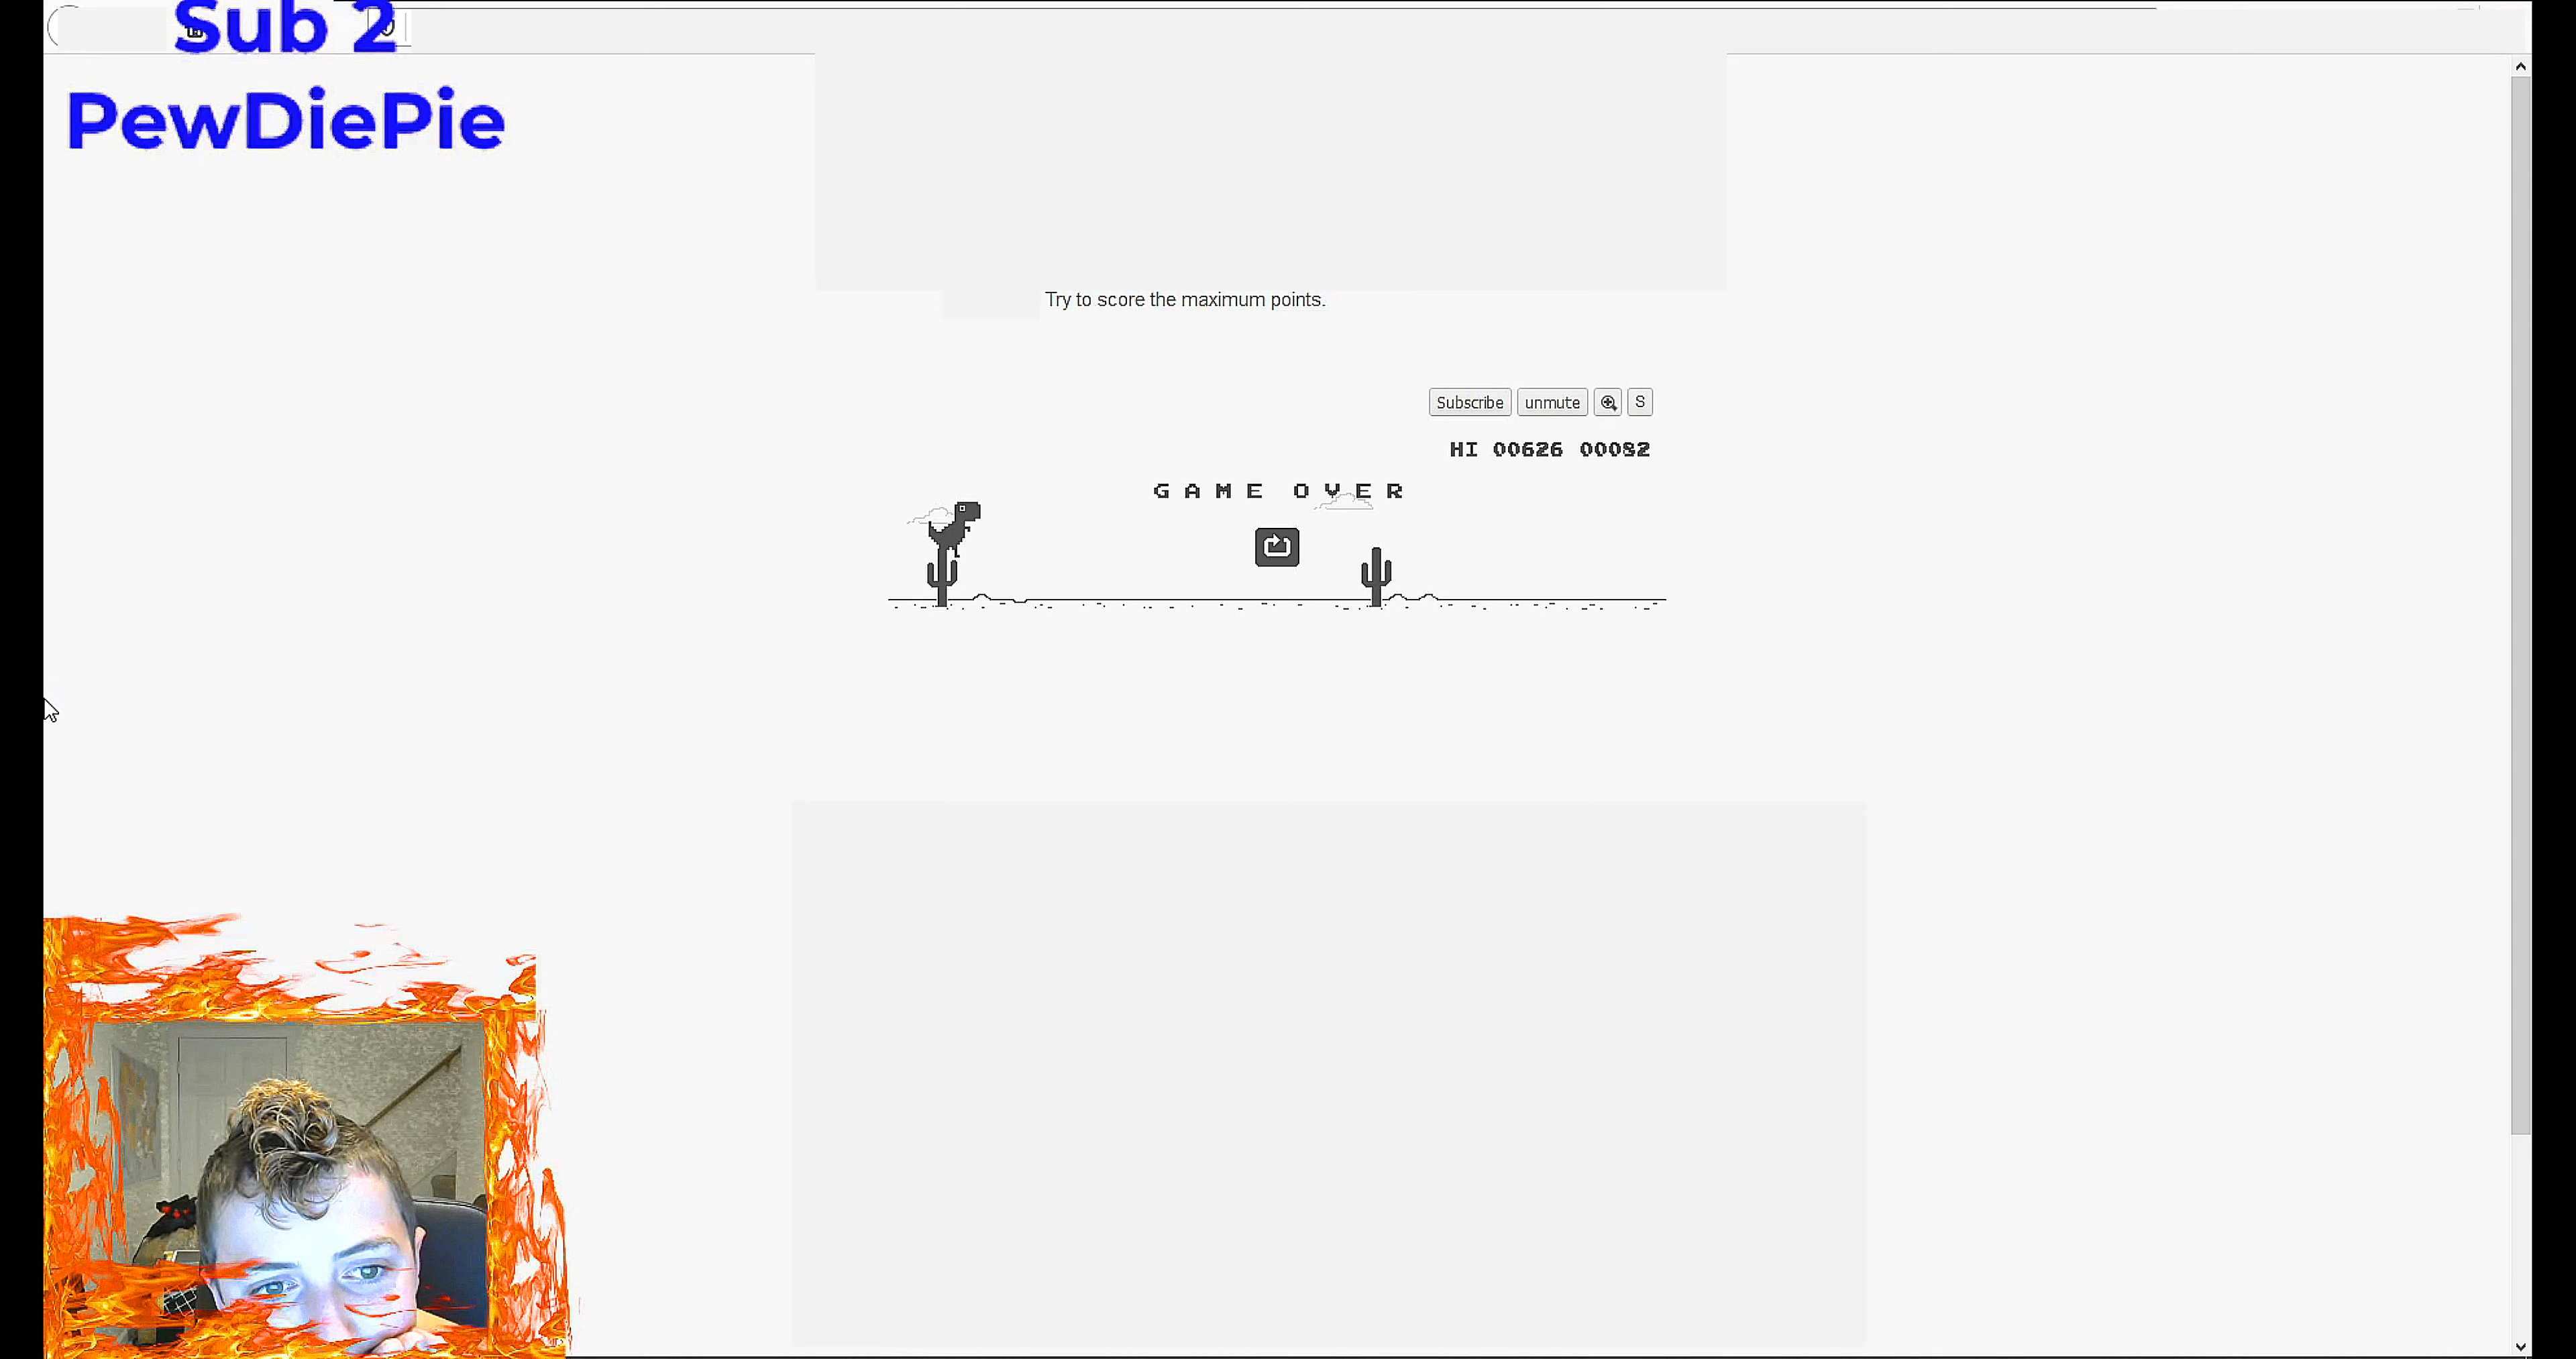 Sub 2
PewDiePie
Try to score the maximum points.
Subscribe unmute S
HI 00626 00082
GAME OVER